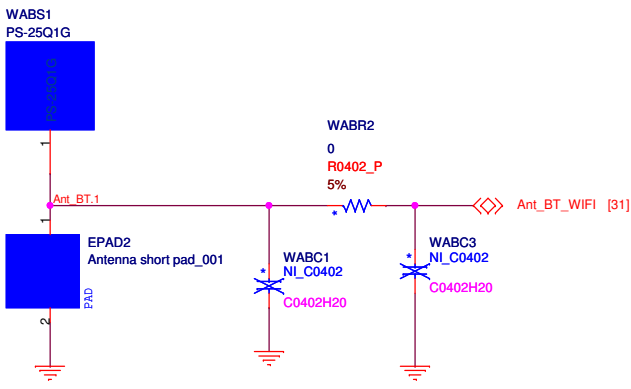 WABS1
PS-25Q1G
PS-25Q1G
1
Ant_BT.1
WABR2
0
R0402_P
5%
*
Ant_BT_WIFI [31]
1
EPAD2
Antenna short pad_001
PAD
2
WABC1
* NI_C0402
C0402H20
WABC3
* NI_C0402
C0402H20